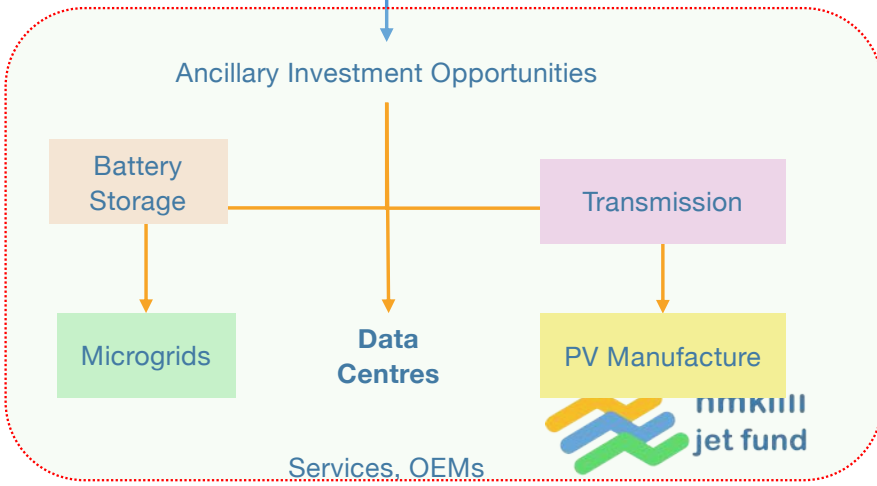 Ancillary Investment Opportunities
Battery
Storage
Transmission
Microgrids
Data
Centres
PV Manufacture
jet fund
Services, OEMs